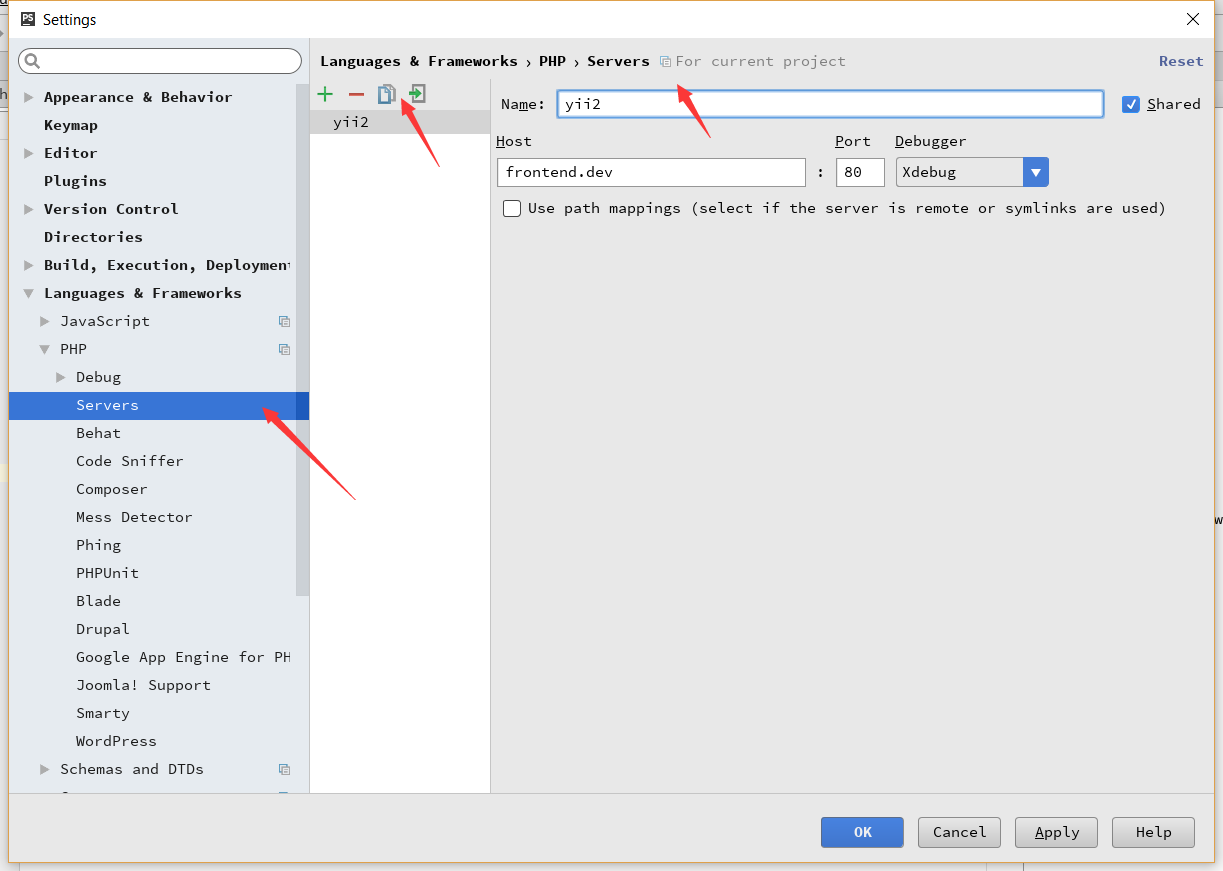 PS Settings
Languages & Frameworks › PHP › Servers For current project Reset
Appearance & Behavior
Keymap
Editor
Plugins
Version Control
Directories
Build, Execution, Deployment
Languages & Frameworks
JavaScript
PHP
Debug
Servers
Behat
Code Sniffer
Composer
Mess Detector
Phing
PHPUnit
Blade
Drupal
Google App Engine for PH
Joomla! Support
Smarty
WordPress
Schemas and DTDs
yii2
Name: yii2 Shared
Host Port Debugger
frontend.dev : 80 Xdebug
Use path mappings (select if the server is remote or symlinks are used)
OK Cancel Apply Help